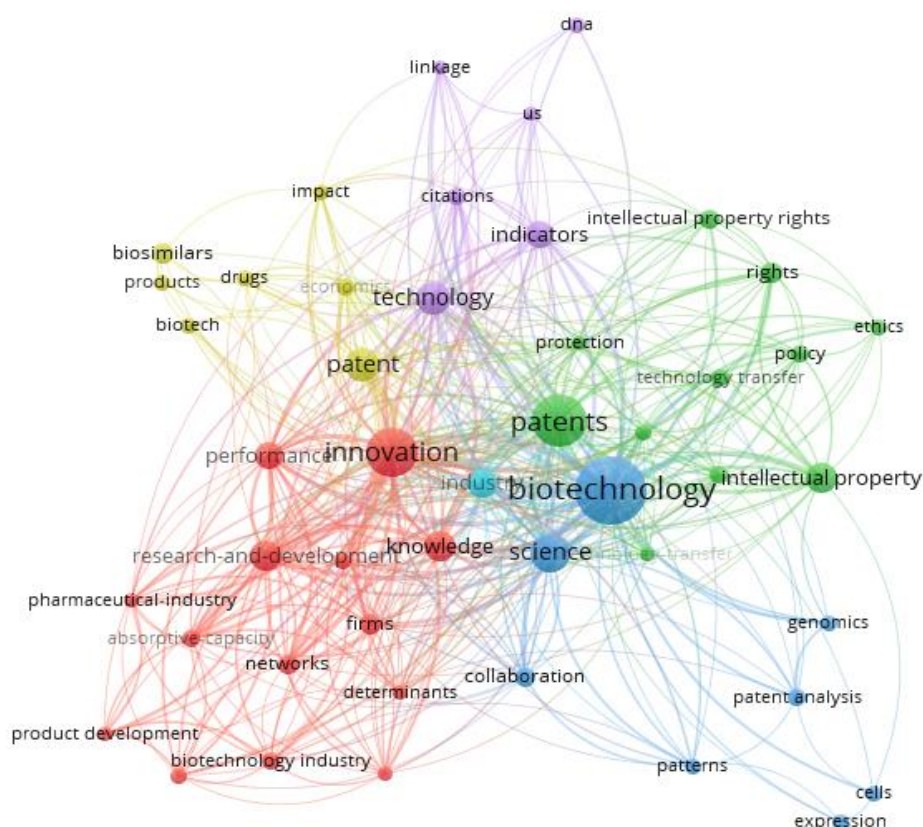 dna
linkage
us
impact
citations
intellectual property rights
indicators
biosimilars
rights
products
drugs
economics
technology
biotech
protection
ethics
policy
patent
technology transfer
patents
performance
innovation
industry
biotechnology
intellectual property
research-and-development
knowledge
science
transfer
pharmaceutical-industry
absorptive capacity
firms
genomics
networks
collaboration
determinants
patent analysis
product development
biotechnology industry
patterns
cells
expression